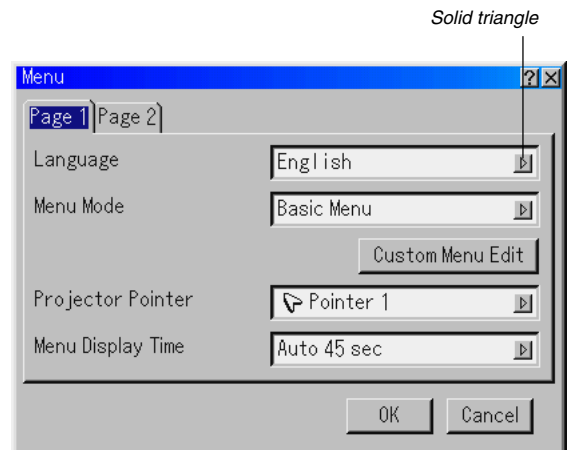 Solid triangle
Menu ? ×
Page 1 Page 2
Language English
Menu Mode Basic Menu
Custom Menu Edit
Projector Pointer Pointer 1
Menu Display Time Auto 45 sec
OK Cancel